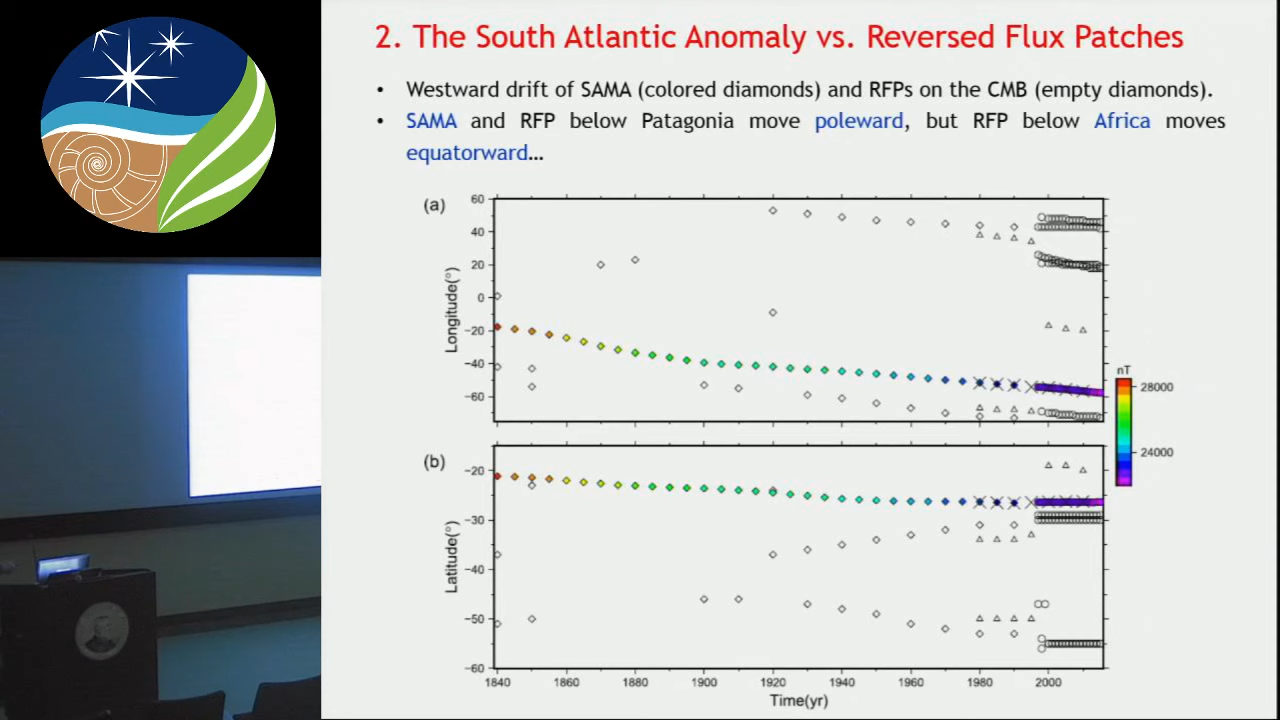 2. The South Atlantic Anomaly vs. Reversed Flux Patches
• Westward drift of SAMA (colored diamonds) and RFPs on the CMB (empty diamonds).
• SAMA and RFP below Patagonia move poleward, but RFP below Africa moves
equatorward…
(a)
60
40
20
0
−20
−40
−60
Longitude(°)
nT
28000
24000
(b)
−20
−30
−40
−50
−60
Latitude(°)
1840 1860 1880 1900 1920 1940 1960 1980 2000
Time(yr)